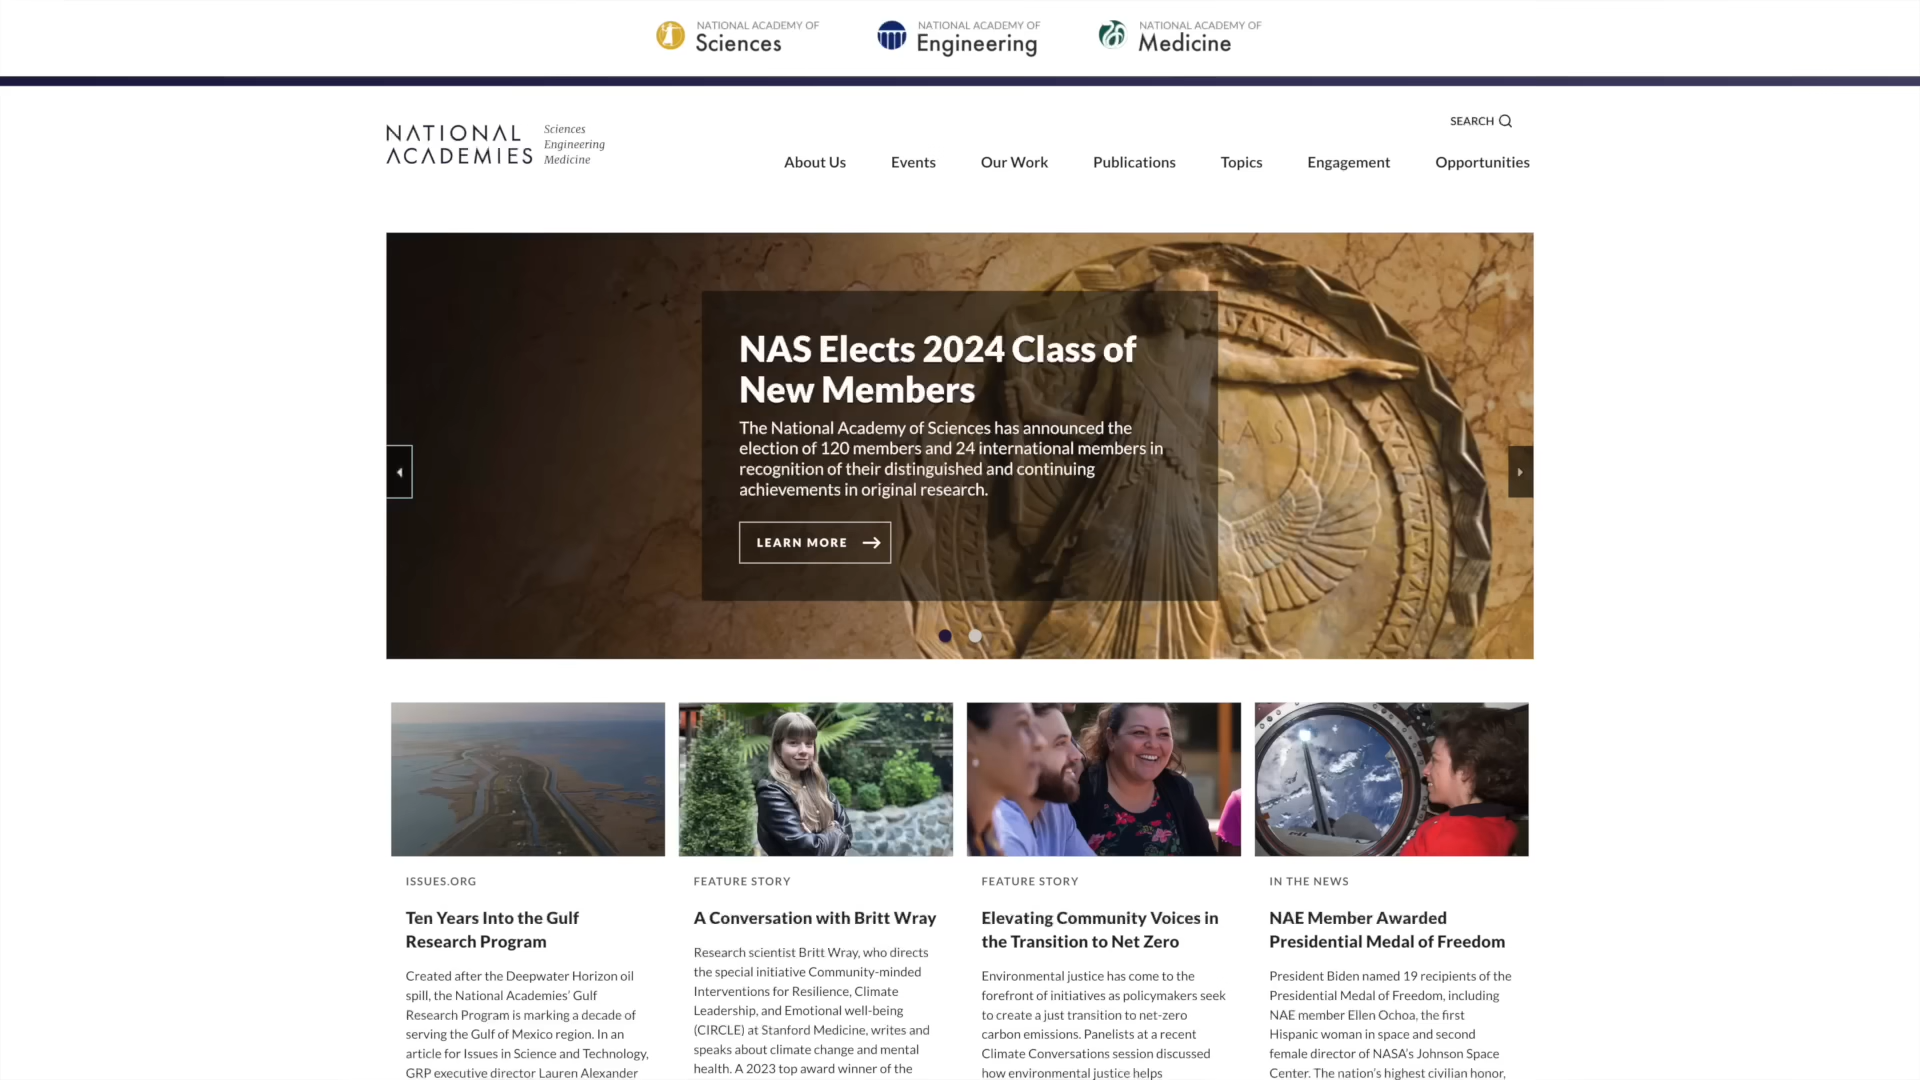 NATIONAL ACADEMY OF
Sciences
NATIONAL ACADEMY OF
Engineering
NATIONAL ACADEMY OF
Medicine
NATIONAL
ACADEMIES
Sciences
Engineering
Medicine
SEARCH
About Us
Events
Our Work
Publications
Topics
Engagement
Opportunities
NAS Elects 2024 Class of
New Members
The National Academy of Sciences has announced the
election of 120 members and 24 international members in
recognition of their distinguished and continuing
achievements in original research.
LEARN MORE
NAS
ISSUES.ORG
Ten Years Into the Gulf
Research Program
Created after the Deepwater Horizon oil
spill, the National Academies’ Gulf
Research Program is marking a decade of
serving the Gulf of Mexico region. In an
article for Issues in Science and Technology,
GRP executive director Lauren Alexander
FEATURE STORY
A Conversation with Britt Wray
Research scientist Britt Wray, who directs
the special initiative Community-minded
Interventions for Resilience, Climate
Leadership, and Emotional well-being
(CIRCLE) at Stanford Medicine, writes and
speaks about climate change and mental
health. A 2023 top award winner of the
FEATURE STORY
Elevating Community Voices in
the Transition to Net Zero
Environmental justice has come to the
forefront of initiatives as policymakers seek
to create a just transition to net-zero
carbon emissions. Panelists at a recent
Climate Conversations session discussed
how environmental justice helps
IN THE NEWS
NAE Member Awarded
Presidential Medal of Freedom
President Biden named 19 recipients of the
Presidential Medal of Freedom, including
NAE member Ellen Ochoa, the first
Hispanic woman in space and second
female director of NASA’s Johnson Space
Center. The nation’s highest civilian honor,